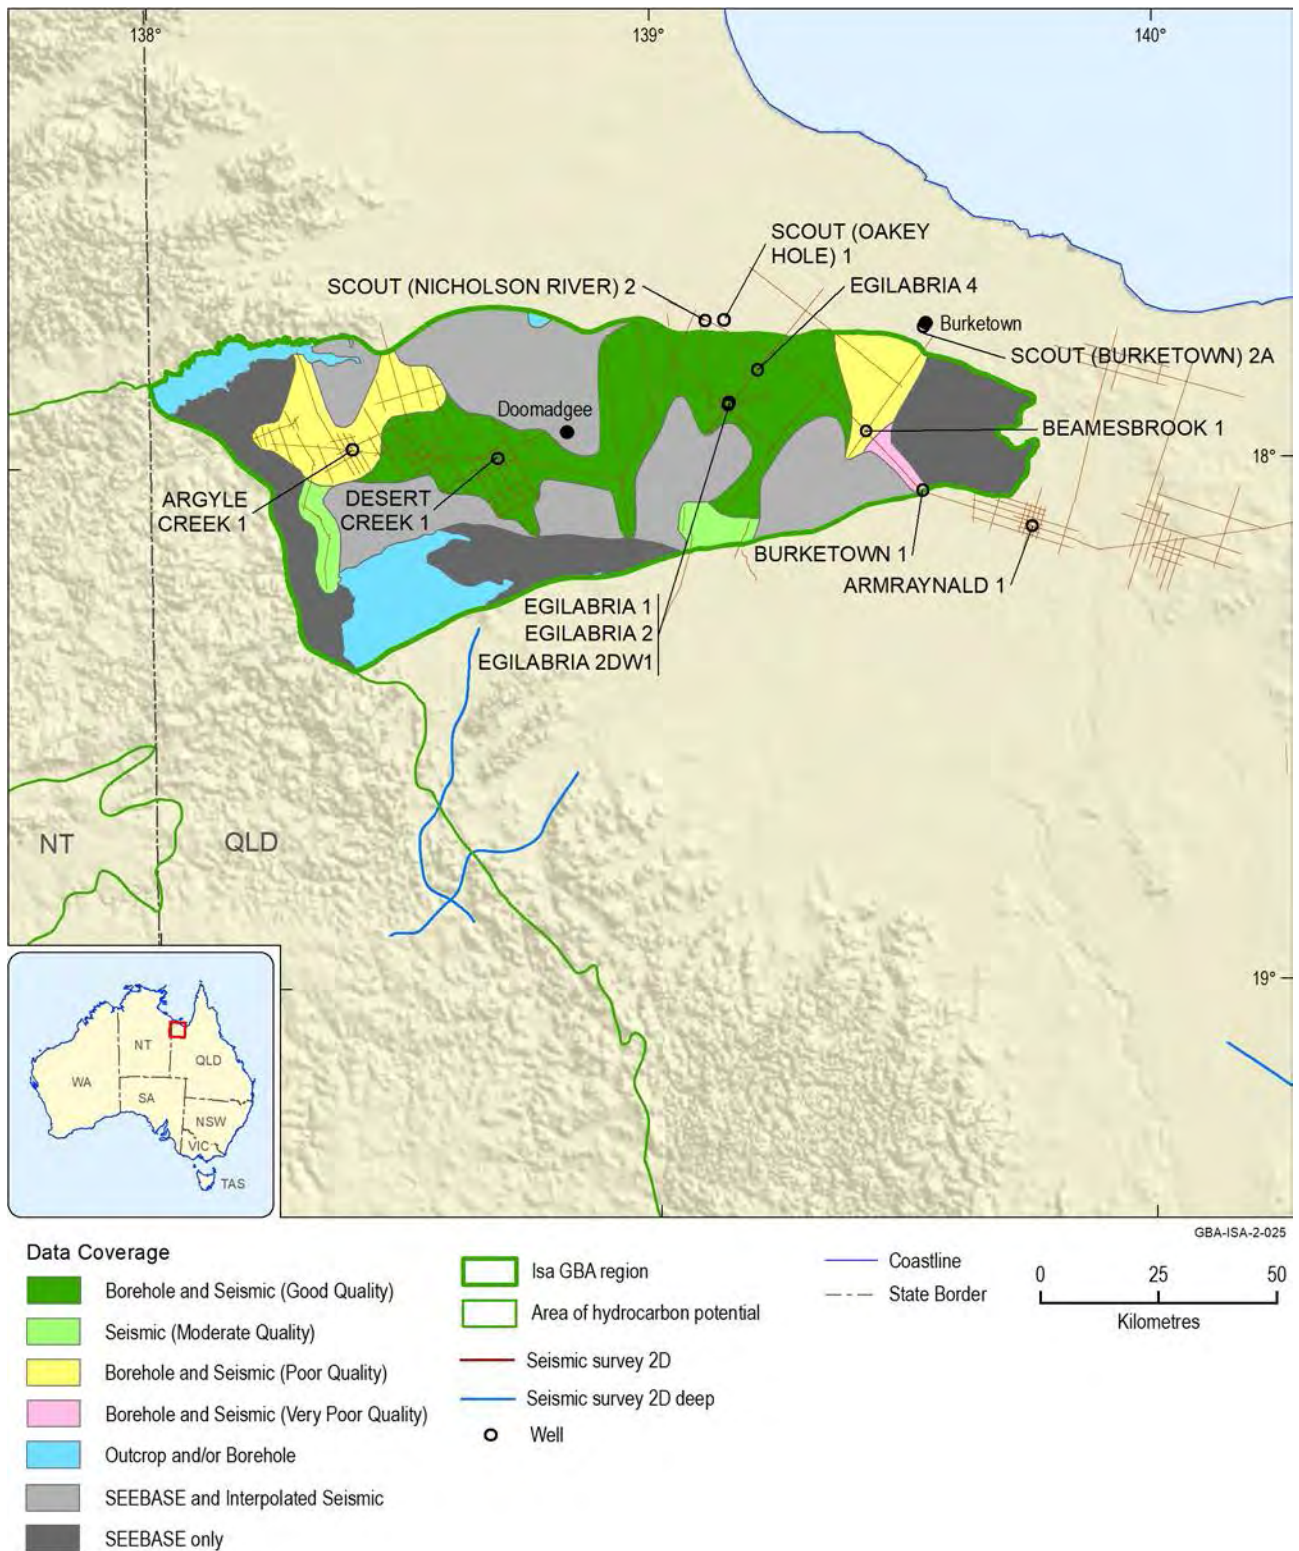 138°
139°
140°
SCOUT (OAKEY
HOLE) 1
SCOUT (NICHOLSON RIVER) 2
EGILABRIA 4
Burketown
SCOUT (BURKETOWN) 2A
Doomadgee
BEAMESBROOK 1
18°
ARGYLE
CREEK 1
DESERT
CREEK 1
BURKETOWN 1
ARMRAYNALD 1
EGILABRIA 1
EGILABRIA 2
EGILABRIA 2DW1
NT
QLD
19°
NT
QLD
WA
SA
NSW
VIC
TAS
GBA-ISA-2-025
Data Coverage
Borehole and Seismic (Good Quality)
Seismic (Moderate Quality)
Borehole and Seismic (Poor Quality)
Borehole and Seismic (Very Poor Quality)
Outcrop and/or Borehole
SEEBASE and Interpolated Seismic
SEEBASE only
Isa GBA region
Area of hydrocarbon potential
Seismic survey 2D
Seismic survey 2D deep
Well
Coastline
State Border
0 25 50
Kilometres